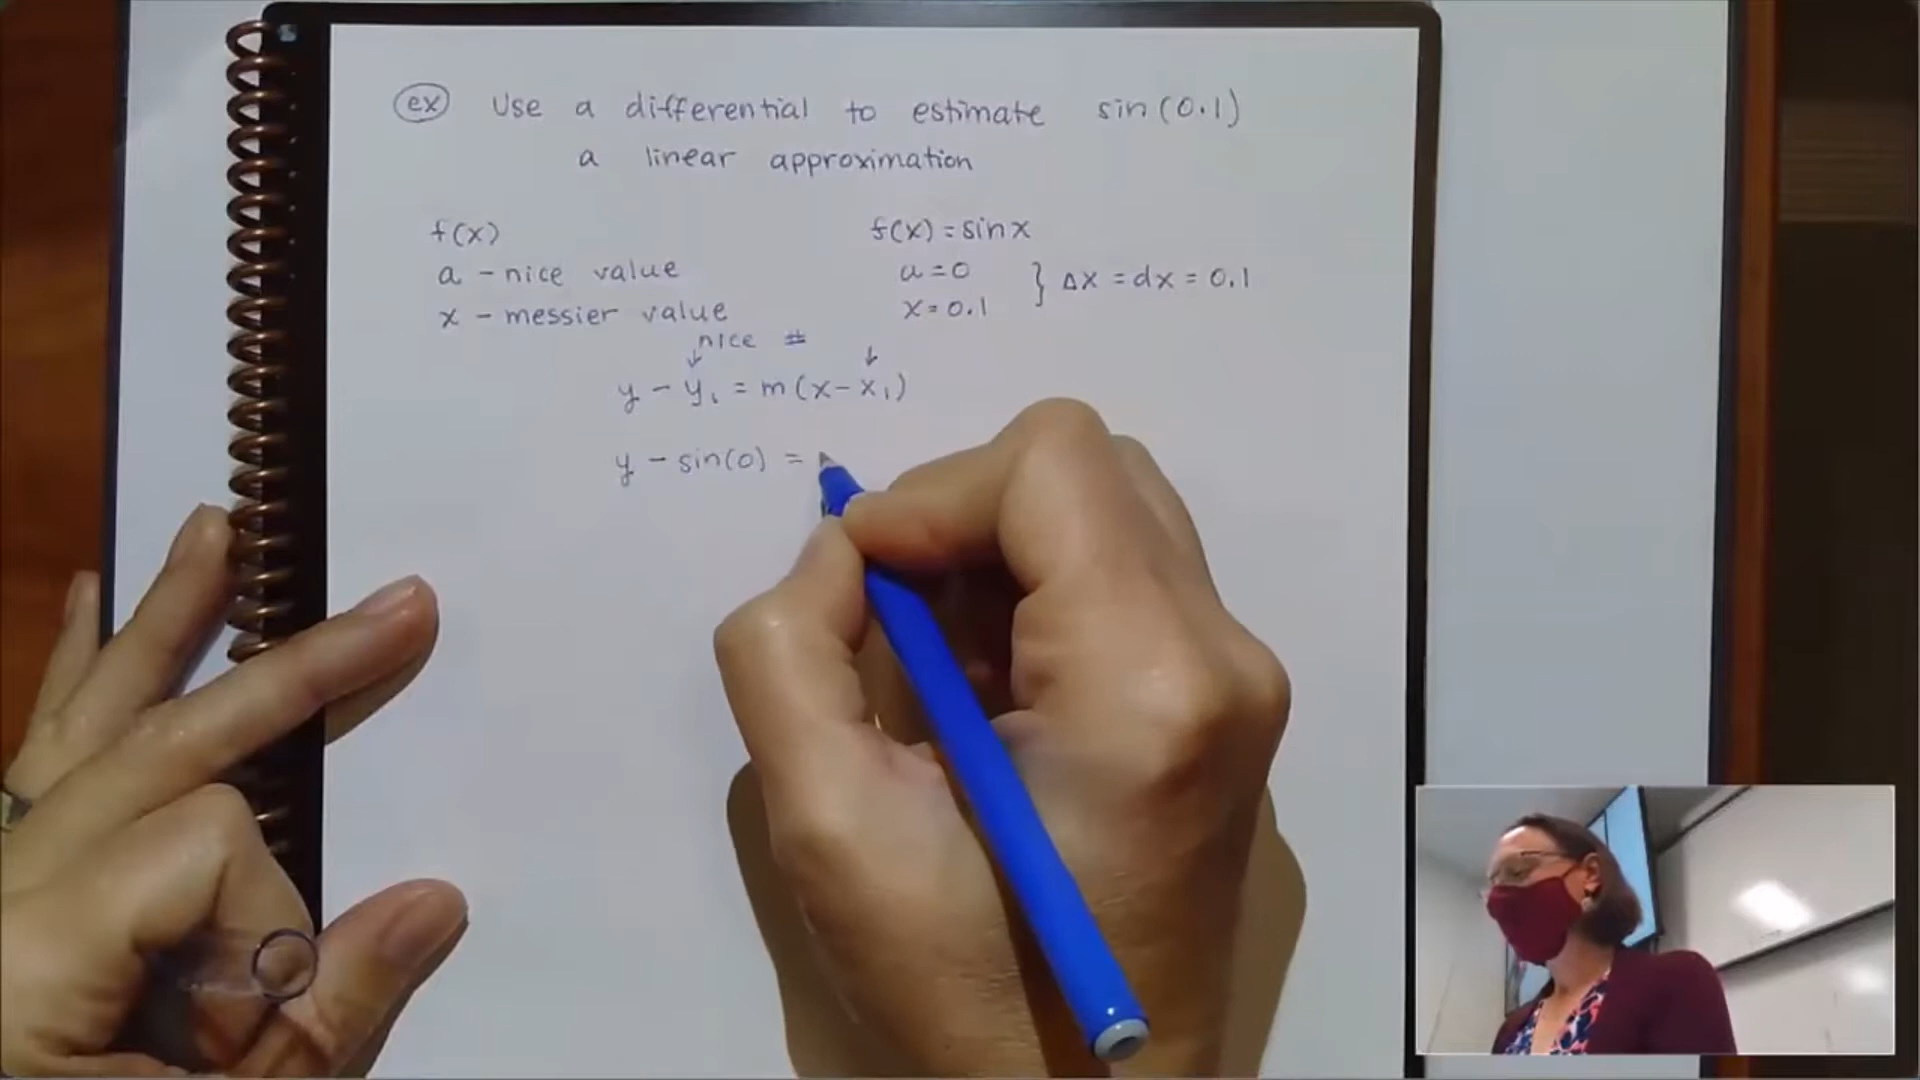 ex Use a differential to estimate sin(0.1)
a linear approximation
f(x)
a - nice value
x - messier value
f(x) = sin x
a = 0
x = 0.1
} Δx = dx = 0.1
nice #
↓ ↓
y - y₁ = m(x - x₁)
y - sin(0) =